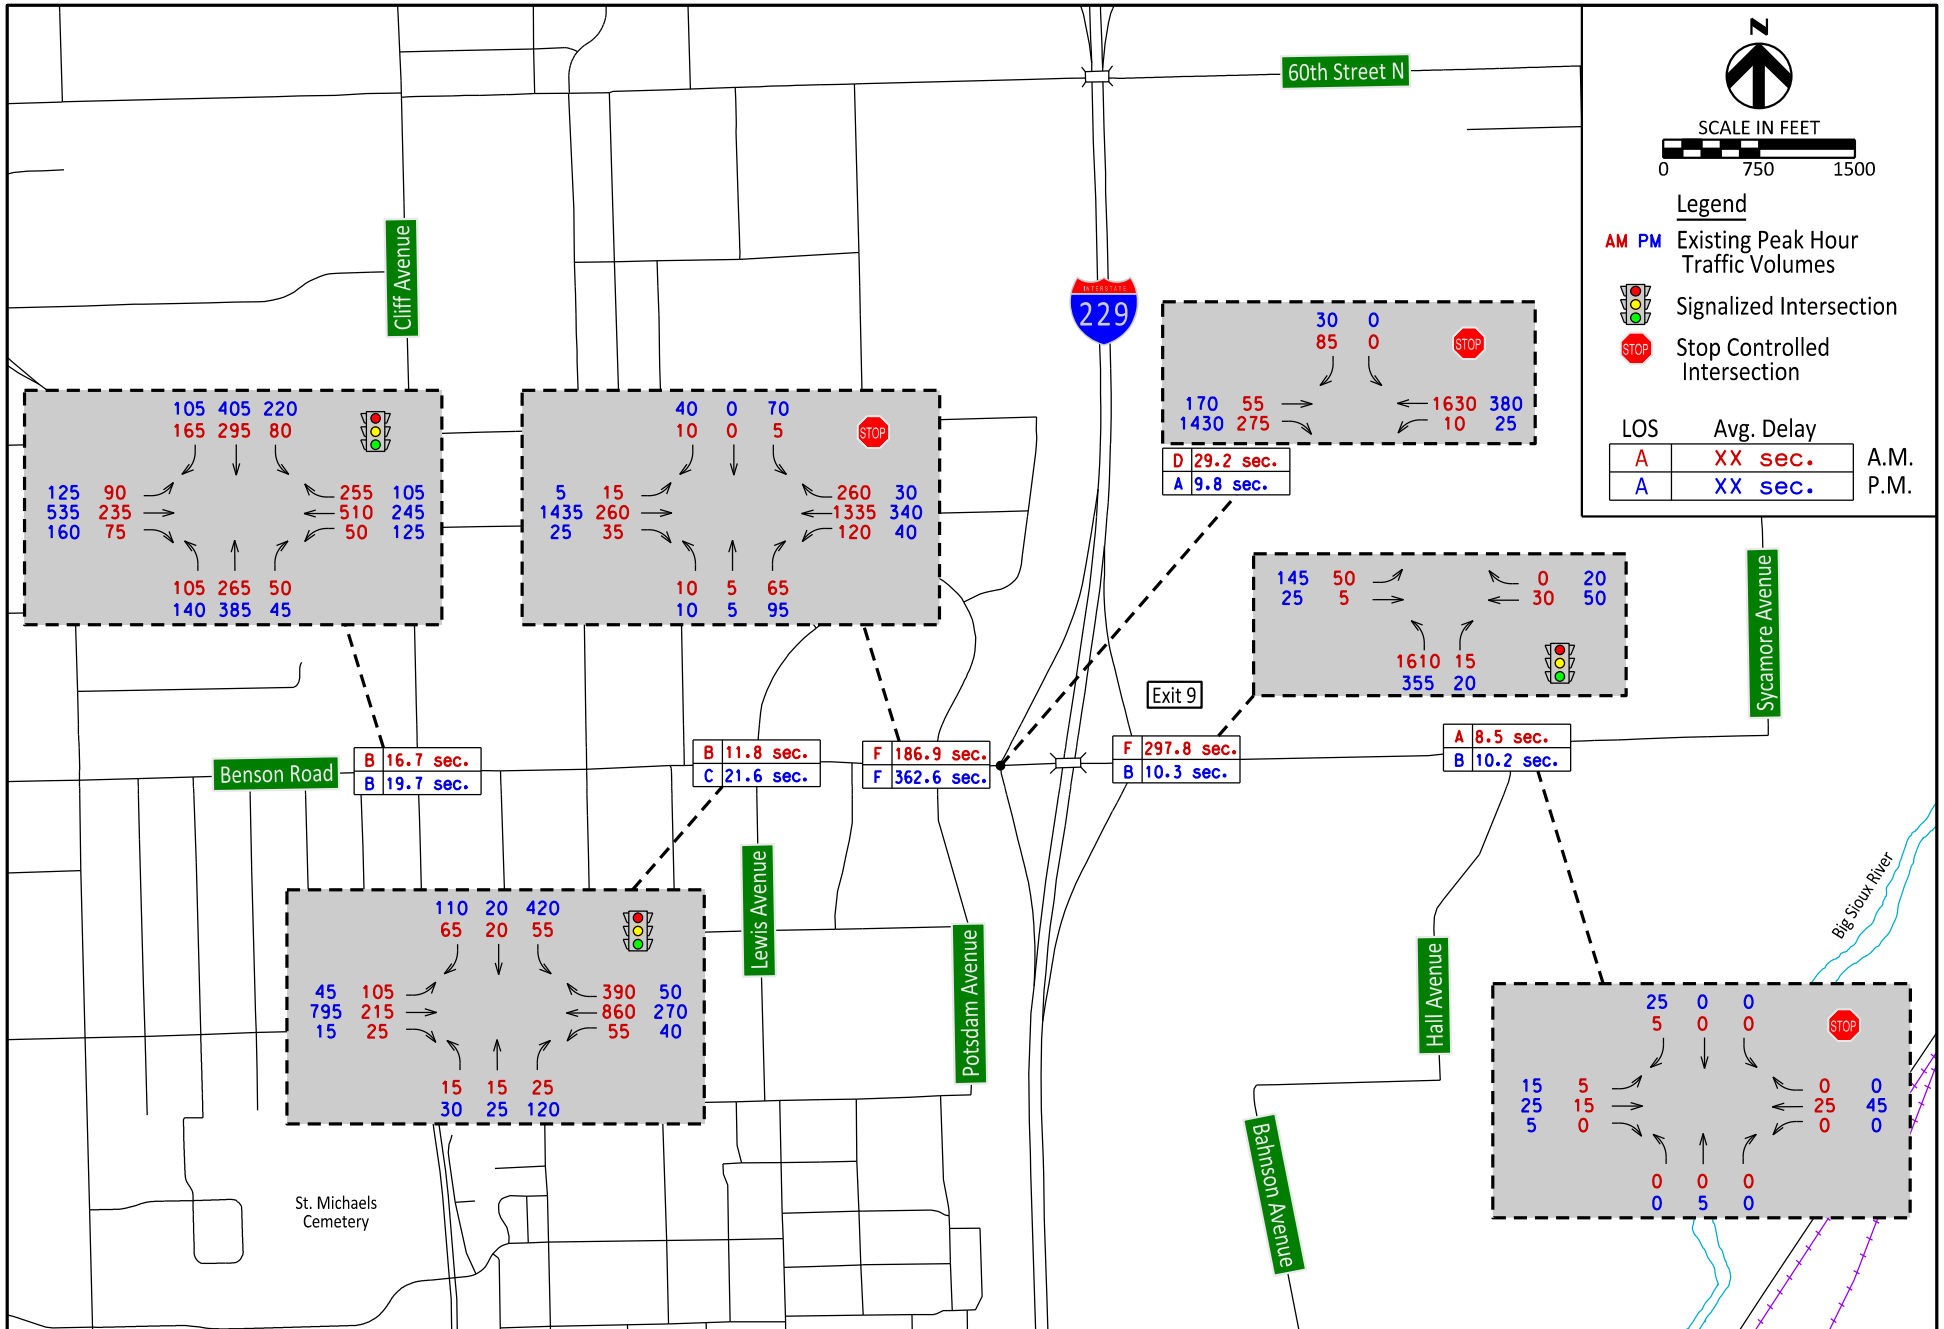 60th Street N
N
SCALE IN FEET
0 750 1500
Legend
AM PM Existing Peak Hour
Traffic Volumes
Signalized Intersection
STOP Stop Controlled
Intersection
LOS Avg. Delay
A XX sec. A.M.
A XX sec. P.M.
Cliff Avenue
INTERSTATE
229
30 0
85 0
STOP
170 55 1630 380
1430 275 10 25
D 29.2 sec.
A 9.8 sec.
105 405 220
165 295 80
125 90 255 105
535 235 510 245
160 75 50 125
105 265 50
140 385 45
40 0 70
10 0 5
STOP
5 15 260 30
1435 260 1335 340
25 35 120 40
10 5 65
10 5 95
145 50 0 20
25 5 30 50
1610 15
355 20
Sycamore Avenue
Exit 9
Benson Road
B 16.7 sec.
B 19.7 sec.
B 11.8 sec.
C 21.6 sec.
F 186.9 sec.
F 362.6 sec.
F 297.8 sec.
B 10.3 sec.
A 8.5 sec.
B 10.2 sec.
Big Sioux River
Lewis Avenue
Potsdam Avenue
Hall Avenue
Bahnson Avenue
110 20 420
65 20 55
45 105 390 50
795 215 860 270
15 25 55 40
15 15 25
30 25 120
25 0 0
5 0 0
STOP
15 5 0 0
25 15 25 45
5 0 0 0
0 0 0
0 5 0
St. Michaels
Cemetery